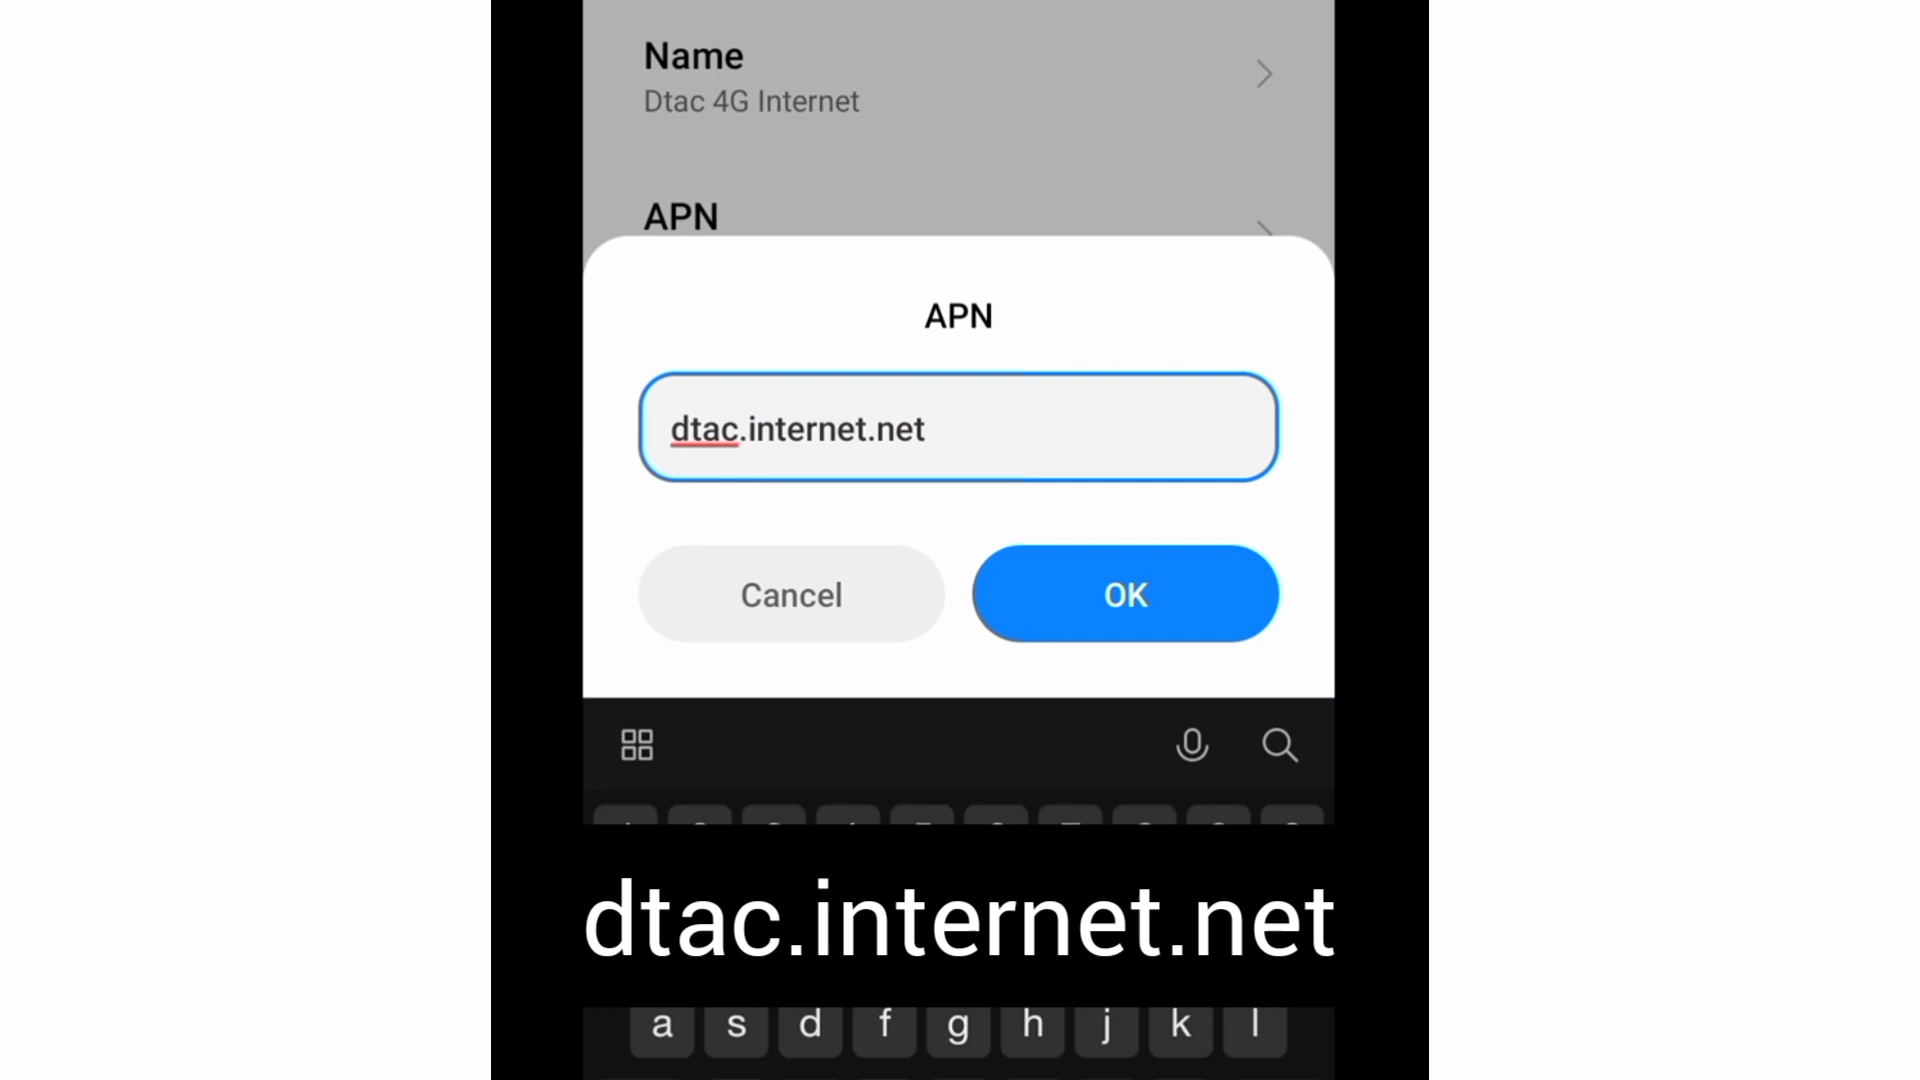 Name
Dtac 4G Internet
APN
APN
dtac.internet.net
Cancel
OK
dtac.internet.net
a s d f g h j k l